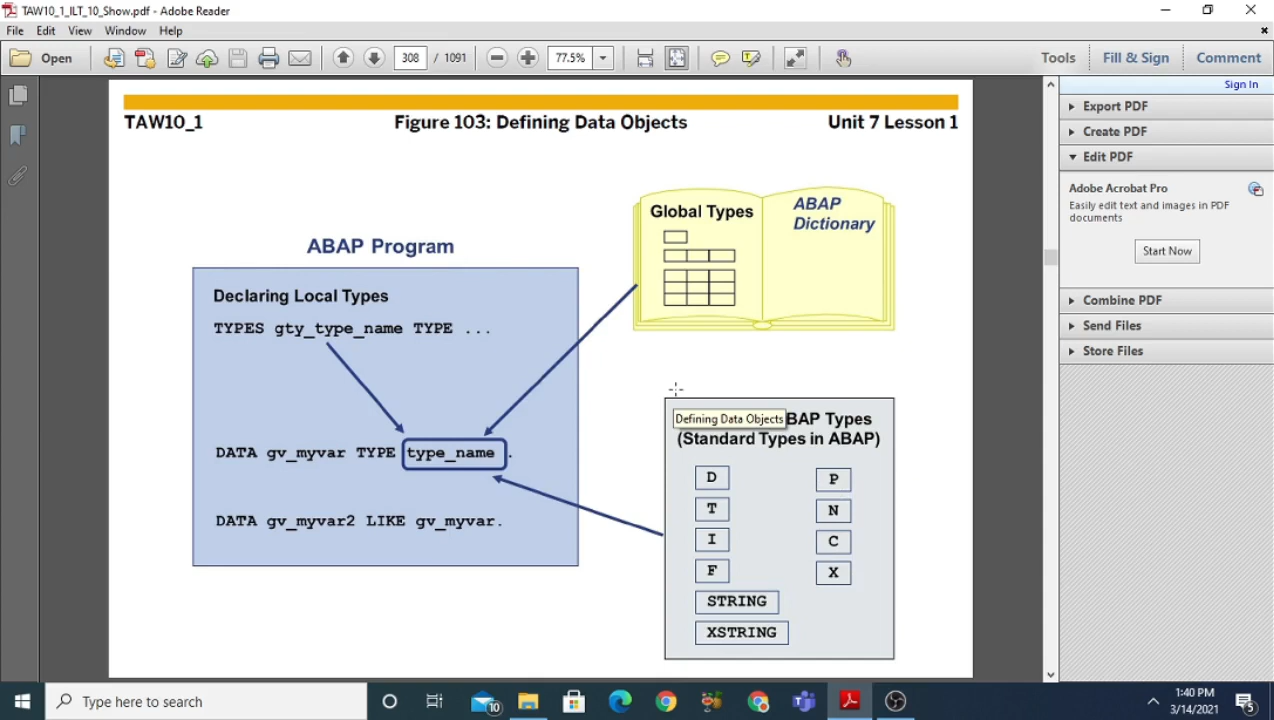 TAW10_1_ILT_10_Show.pdf - Adobe Reader
File Edit View Window Help
Open 308 / 1091 77.5% Tools Fill & Sign Comment
Sign In
Export PDF
Create PDF
Edit PDF
Adobe Acrobat Pro
Easily edit text and images in PDF
documents
Start Now
Combine PDF
Send Files
Store Files
TAW10_1 Figure 103: Defining Data Objects Unit 7 Lesson 1
Global Types
ABAP
Dictionary
ABAP Program
Declaring Local Types
TYPES gty_type_name TYPE ...
DATA gv_myvar TYPE type_name .
DATA gv_myvar2 LIKE gv_myvar.
Defining Data Objects
BAP Types
(Standard Types in ABAP)
D P
T N
I C
F X
STRING
XSTRING
Type here to search
10
1:40 PM
3/14/2021
5